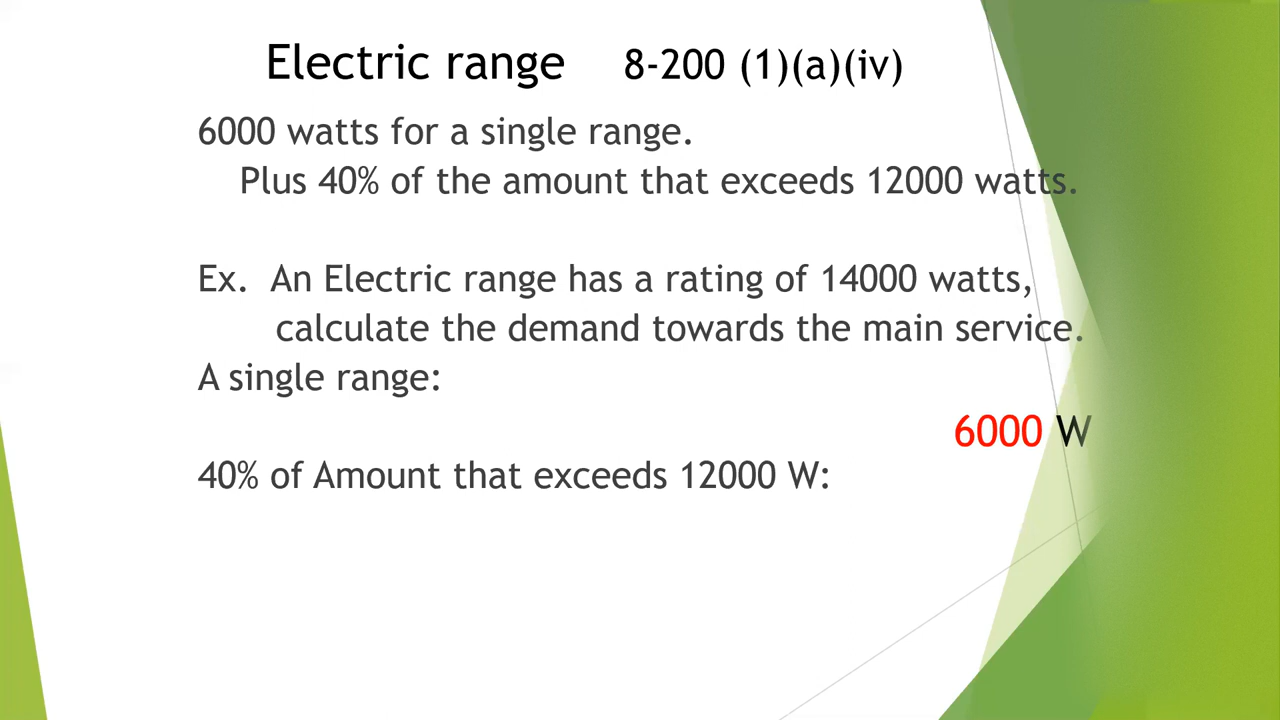 Electric range 8-200 (1)(a)(iv)
6000 watts for a single range.
Plus 40% of the amount that exceeds 12000 watts.
Ex. An Electric range has a rating of 14000 watts,
calculate the demand towards the main service.
A single range:
6000 W
40% of Amount that exceeds 12000 W: